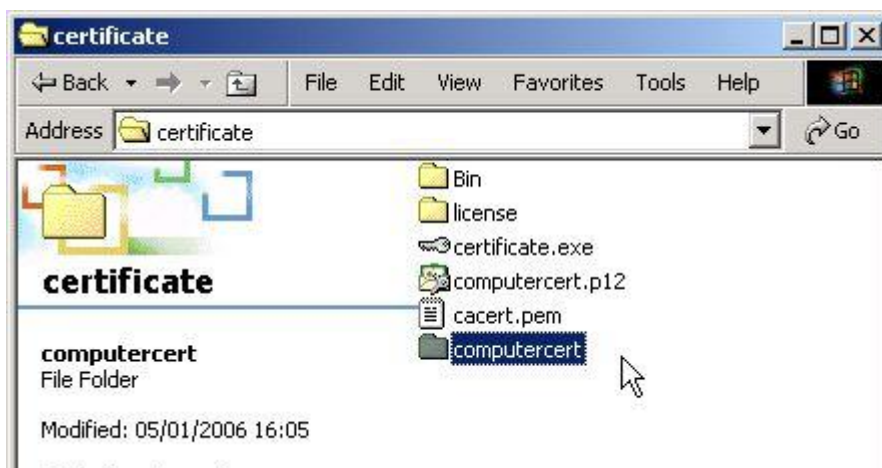 certificate
Back File Edit View Favorites Tools Help
Address certificate Go
Bin
license
certificate.exe
computercert.p12
cacert.pem
computercert
certificate
computercert
File Folder
Modified: 05/01/2006 16:05